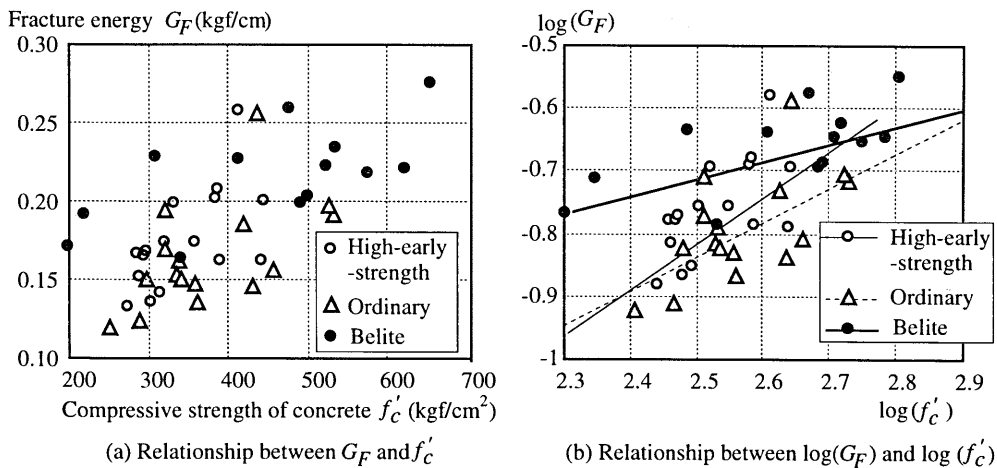 Fracture energy G_F (kgf/cm)
0.30
0.25
0.20
0.15
0.10
200 300 400 500 600 700
High-early
-strength
Ordinary
Belite
Compressive strength of concrete f'_c (kgf/cm²)
(a) Relationship between G_F and f'_c
log(G_F)
-0.5
-0.6
-0.7
-0.8
-0.9
-1
2.3 2.4 2.5 2.6 2.7 2.8 2.9
High-early
-strength
Ordinary
Belite
log(f'_c)
(b) Relationship between log(G_F) and log (f'_c)